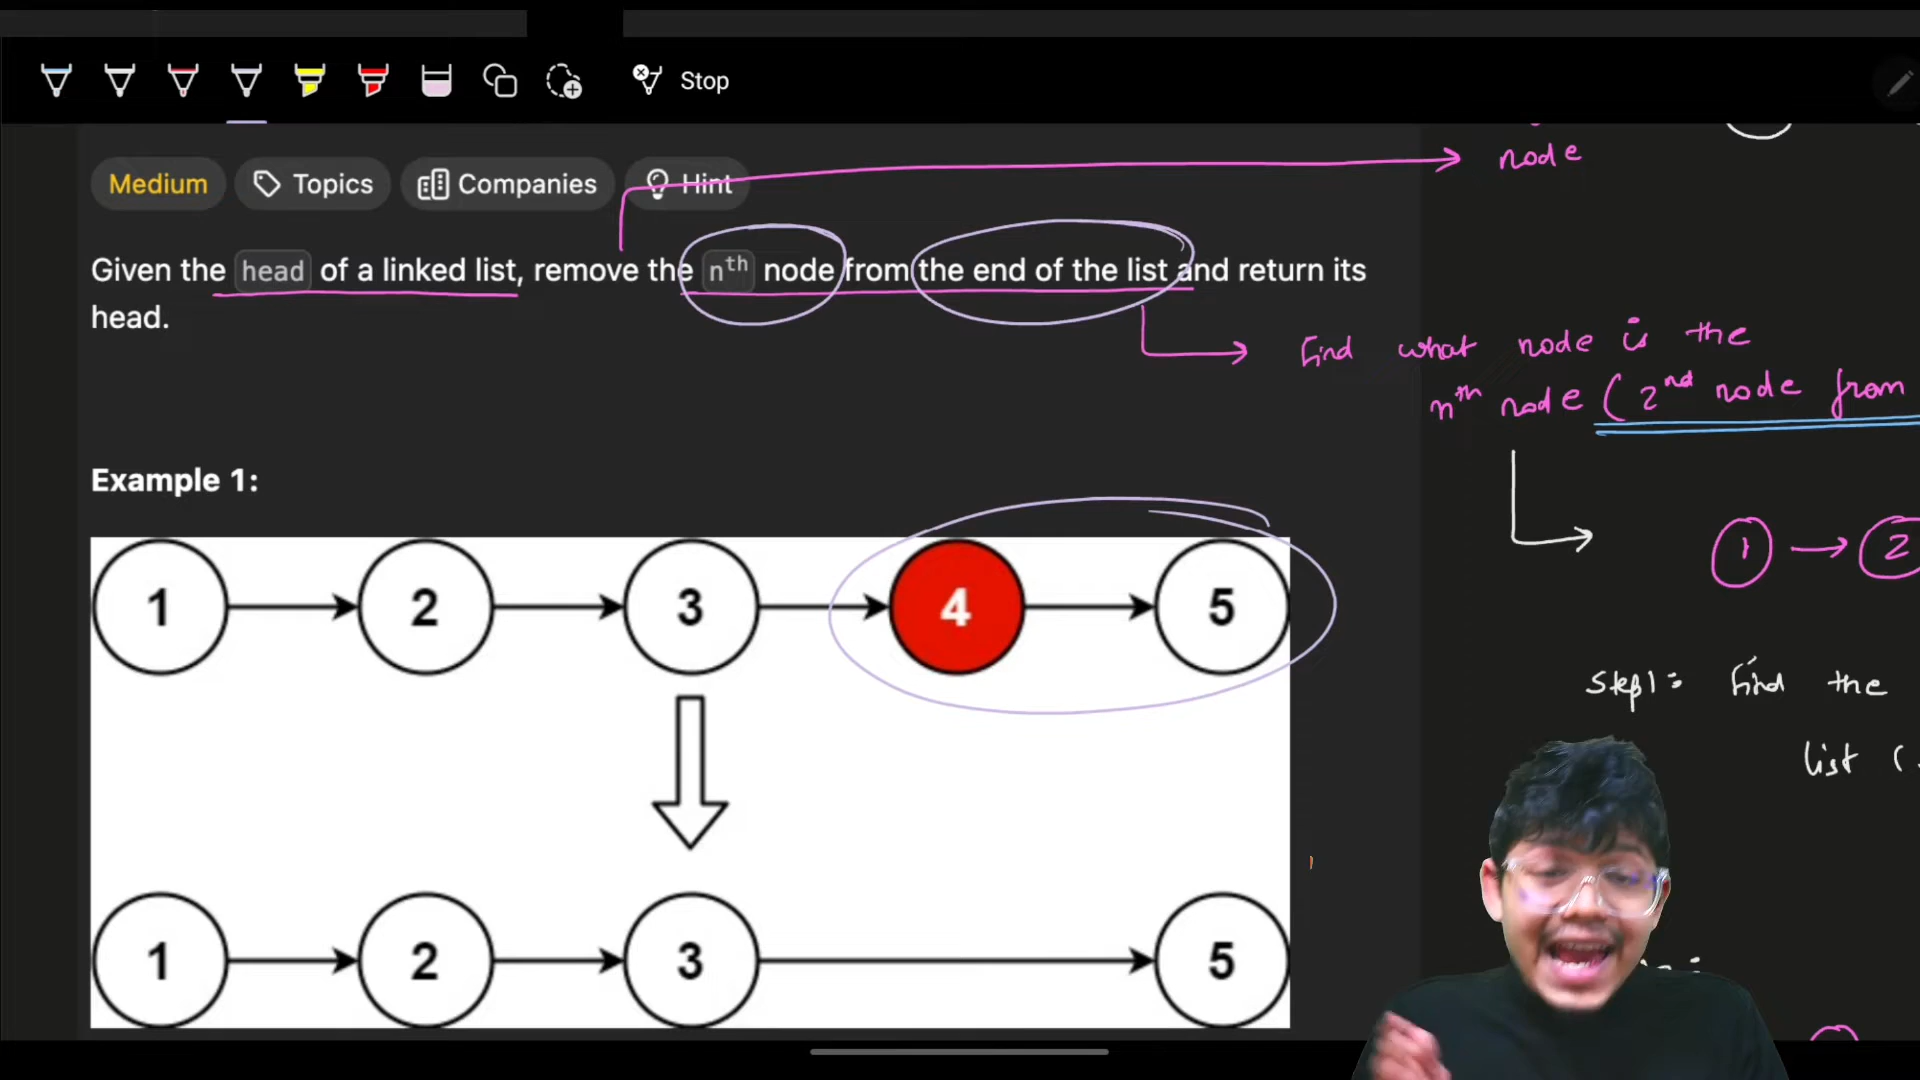 Stop
node
Medium Topics Companies Hint
Given the head of a linked list, remove the nth node from the end of the list and return its
head.
Find what node is the
nth node (2nd node from
Example 1:
1 2 3 4 5
1 → 2
Step1: Find the
list (
1 2 3 5